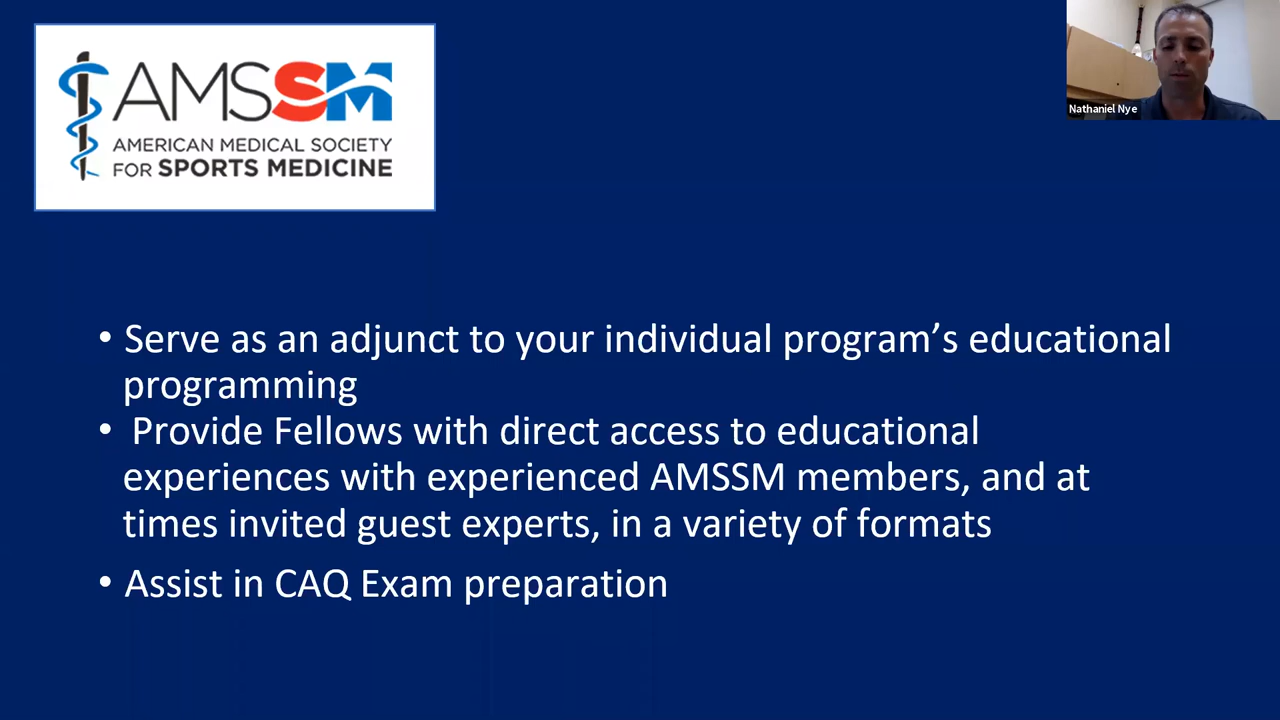 AMSSM
AMERICAN MEDICAL SOCIETY
FOR SPORTS MEDICINE
Nathaniel Nye
• Serve as an adjunct to your individual program’s educational
programming
• Provide Fellows with direct access to educational
experiences with experienced AMSSM members, and at
times invited guest experts, in a variety of formats
• Assist in CAQ Exam preparation